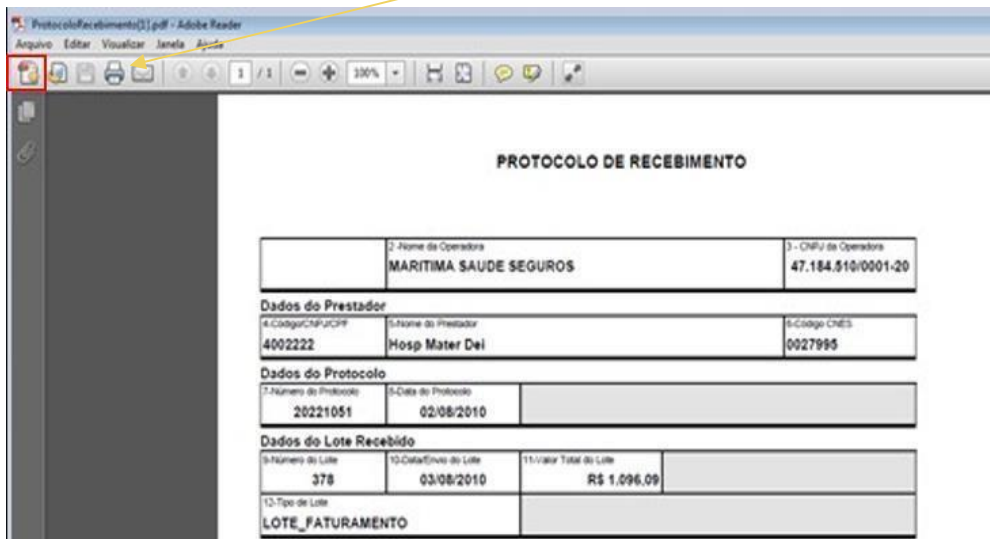 ProtocoloRecebimento[1].pdf - Adobe Reader
Arquivo Editar Visualizar Janela Ajuda
1 / 1 100%
PROTOCOLO DE RECEBIMENTO
2 -Nome da Operadora 3 - CNPJ da Operadora
MARITIMA SAUDE SEGUROS 47.184.510/0001-20
Dados do Prestador
4-Código/CNPJ/CPF 5-Nome do Prestador 6-Código CNES
4002222 Hosp Mater Dei 0027995
Dados do Protocolo
7-Número do Protocolo 8-Data do Protocolo
20221051 02/08/2010
Dados do Lote Recebido
9-Número do Lote 10-Data/Envio do Lote 11-Valor Total do Lote
378 03/08/2010 R$ 1.096,09
12-Tipo de Lote
LOTE_FATURAMENTO